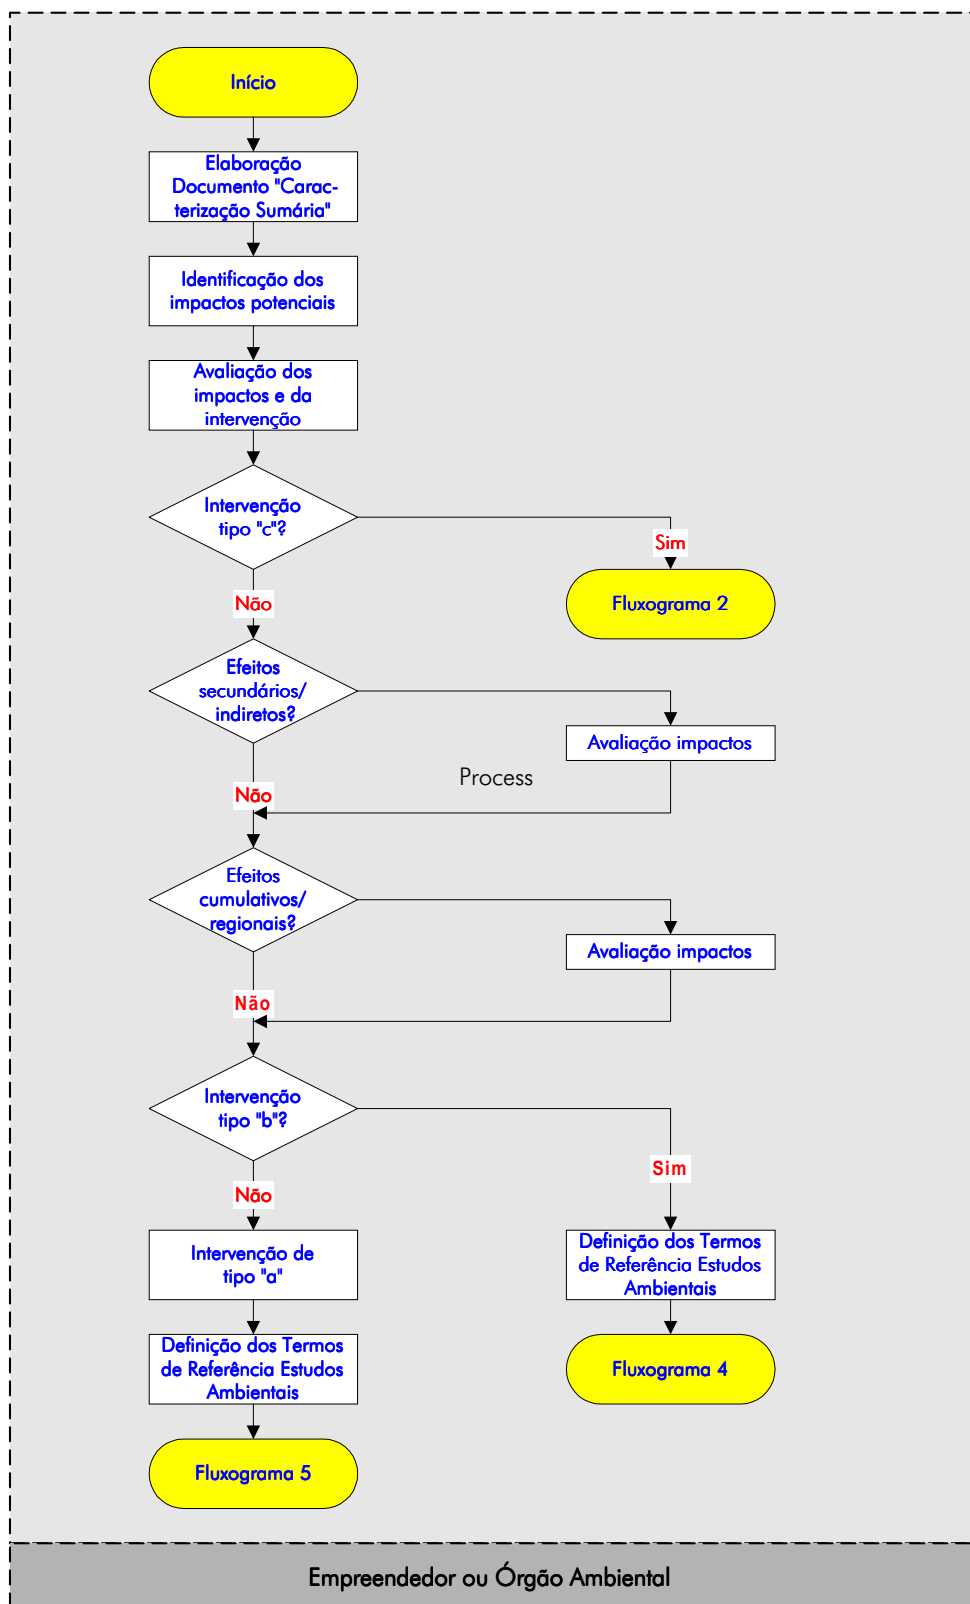 Início
Elaboração
Documento "Carac-
terização Sumária"
Identificação dos
impactos potenciais
Avaliação dos
impactos e da
intervenção
Intervenção
tipo "c"?
Sim
Não
Fluxograma 2
Efeitos
secundários/
indiretos?
Avaliação impactos
Process
Não
Efeitos
cumulativos/
regionais?
Avaliação impactos
Não
Intervenção
tipo "b"?
Sim
Não
Intervenção de
tipo "a"
Definição dos Termos
de Referência Estudos
Ambientais
Definição dos Termos
de Referência Estudos
Ambientais
Fluxograma 4
Fluxograma 5
Empreendedor ou Órgão Ambiental